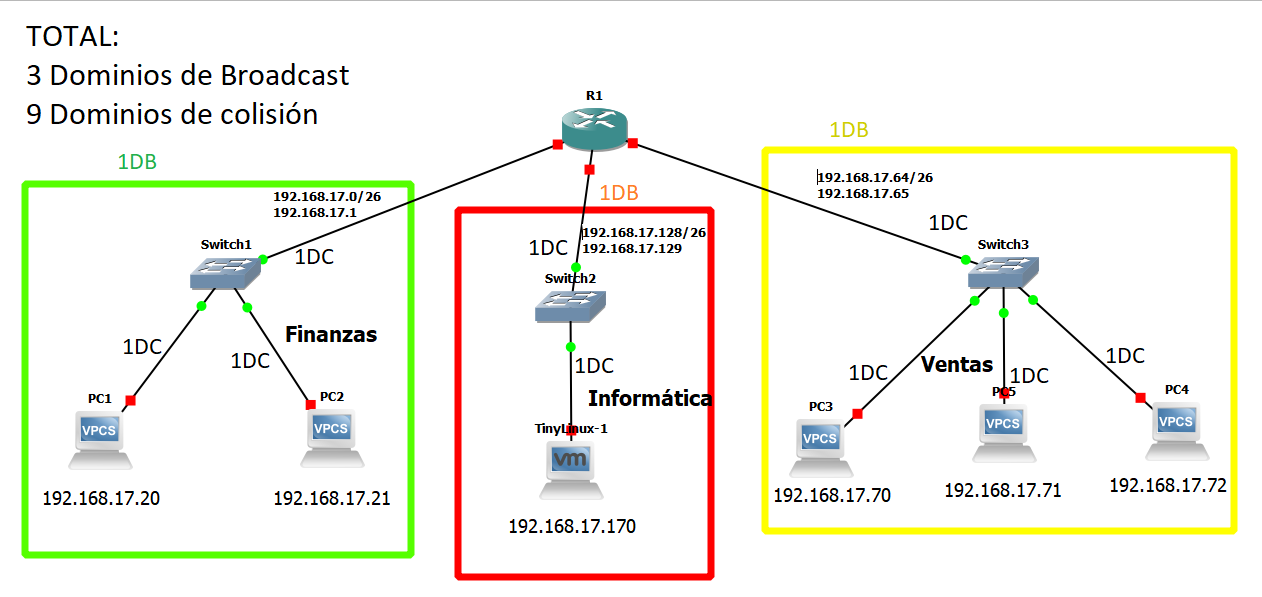 TOTAL:
3 Dominios de Broadcast
9 Dominios de colisión
R1
1DB
1DB
1DB
192.168.17.0/26
192.168.17.1
192.168.17.128/26
192.168.17.129
192.168.17.64/26
192.168.17.65
Switch1
1DC
1DC
Switch2
1DC
Switch3
Finanzas
1DC
1DC
1DC
Informática
Ventas
1DC
1DC
1DC
PC1
VPCS
PC2
VPCS
TinyLinux-1
vm
PC3
VPCS
PC5
VPCS
PC4
VPCS
192.168.17.20
192.168.17.21
192.168.17.170
192.168.17.70
192.168.17.71
192.168.17.72